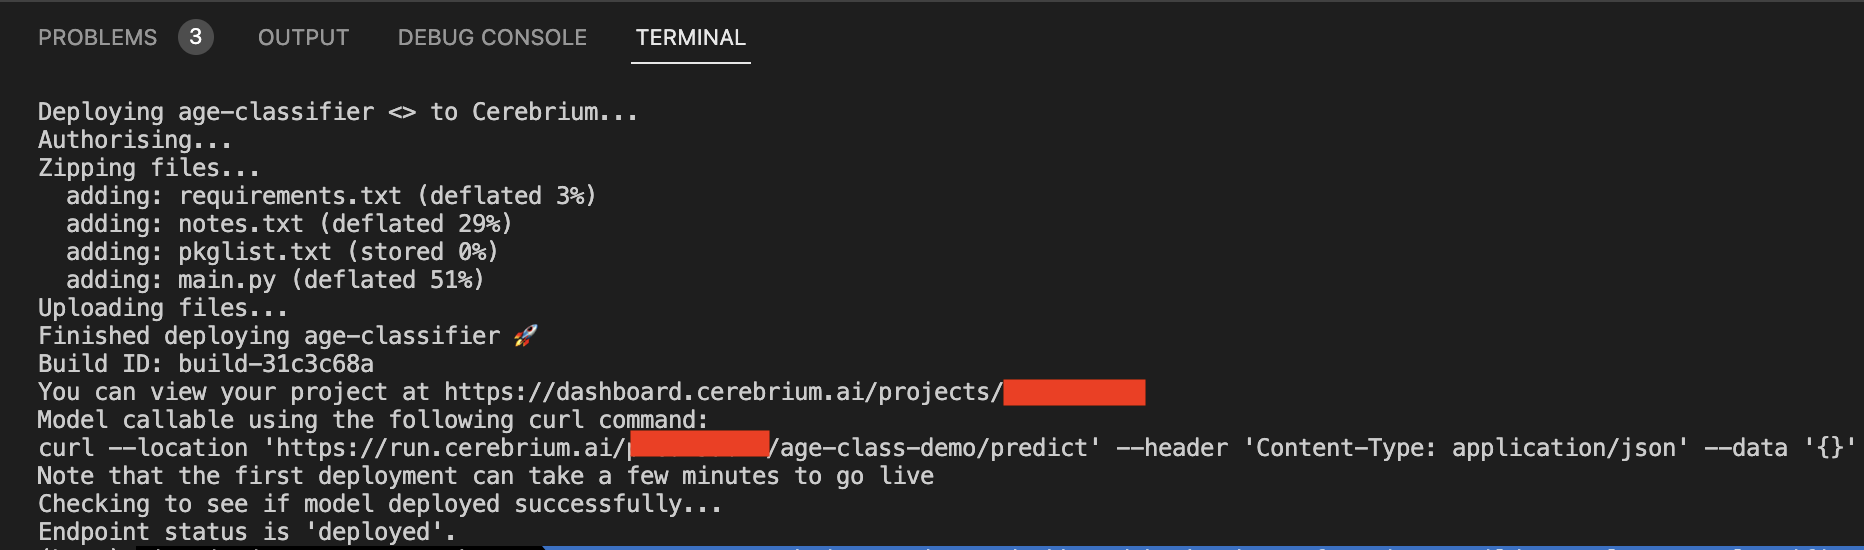 PROBLEMS 3 OUTPUT DEBUG CONSOLE TERMINAL
Deploying age-classifier <> to Cerebrium...
Authorising...
Zipping files...
adding: requirements.txt (deflated 3%)
adding: notes.txt (deflated 29%)
adding: pkglist.txt (stored 0%)
adding: main.py (deflated 51%)
Uploading files...
Finished deploying age-classifier 🚀
Build ID: build-31c3c68a
You can view your project at https://dashboard.cerebrium.ai/projects/
Model callable using the following curl command:
curl --location 'https://run.cerebrium.ai/ /age-class-demo/predict' --header 'Content-Type: application/json' --data '{}'
Note that the first deployment can take a few minutes to go live
Checking to see if model deployed successfully...
Endpoint status is 'deployed'.